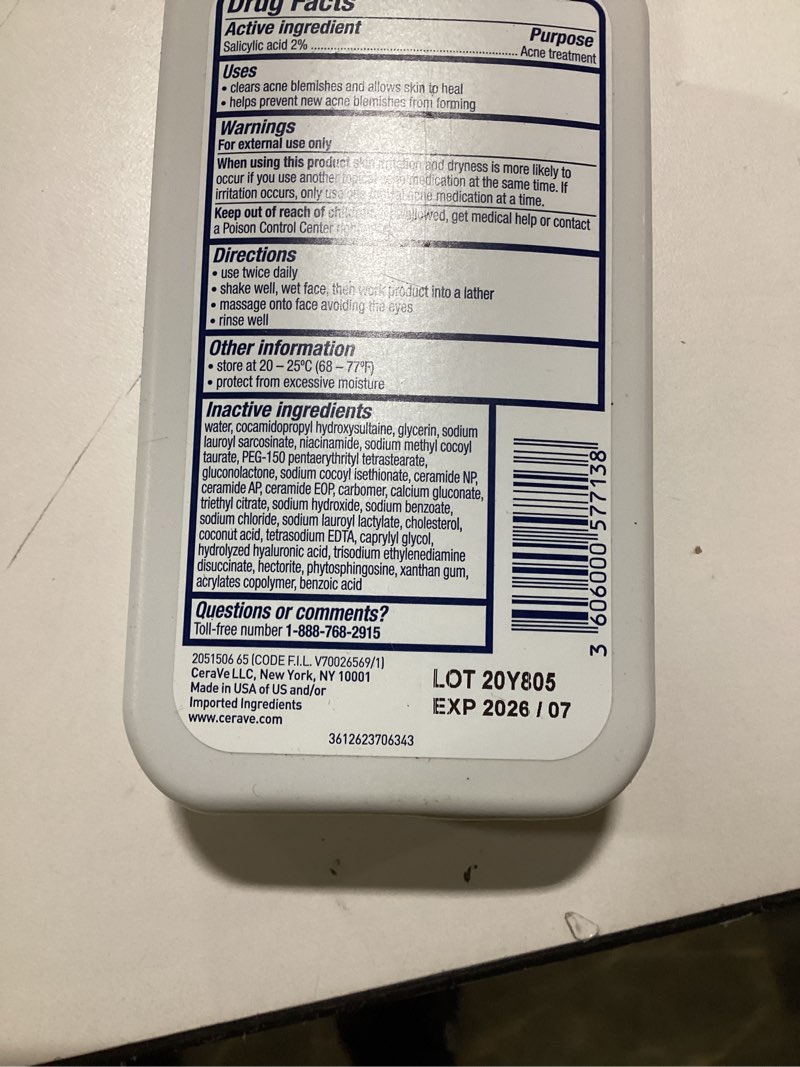 Drug Facts
Active ingredient Purpose
Salicylic acid 2% ........................................................ Acne treatment
Uses
• clears acne blemishes and allows skin to heal
• helps prevent new acne blemishes from forming
Warnings
For external use only
When using this product skin irritation and dryness is more likely to
occur if you use another topical acne medication at the same time. If
irritation occurs, only use one topical acne medication at a time.
Keep out of reach of children. If swallowed, get medical help or contact
a Poison Control Center
Directions
• use twice daily
• shake well, wet face, then work product into a lather
• massage onto face avoiding the eyes
• rinse well
Other information
• store at 20 – 25ºC (68 – 77ºF)
• protect from excessive moisture
Inactive ingredients
water, cocamidopropyl hydroxysultaine, glycerin, sodium
lauroyl sarcosinate, niacinamide, sodium methyl cocoyl
taurate, PEG-150 pentaerythrityl tetrastearate,
gluconolactone, sodium cocoyl isethionate, ceramide NP,
ceramide AP, ceramide EOP, carbomer, calcium gluconate,
triethyl citrate, sodium hydroxide, sodium benzoate,
sodium chloride, sodium lauroyl lactylate, cholesterol,
coconut acid, tetrasodium EDTA, caprylyl glycol,
hydrolyzed hyaluronic acid, trisodium ethylenediamine
disuccinate, hectorite, phytosphingosine, xanthan gum,
acrylates copolymer, benzoic acid
3 606000 577138
Questions or comments?
Toll-free number 1-888-768-2915
2051506 65 (CODE F.I.L. V70026569/1)
CeraVe LLC, New York, NY 10001
Made in USA of US and/or
Imported Ingredients
www.cerave.com
LOT 20Y805
EXP 2026 / 07
3612623706343